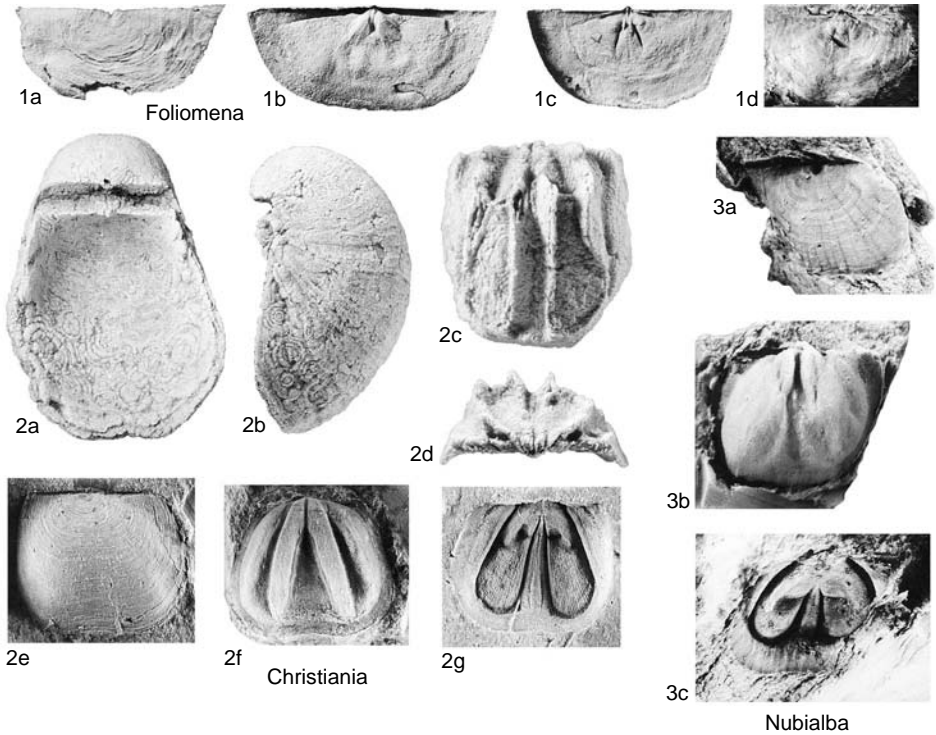 1a
1b
1c
1d
Foliomena
2a
2b
2c
2d
3a
3b
2e
2f
2g
Christiania
3c
Nubialba